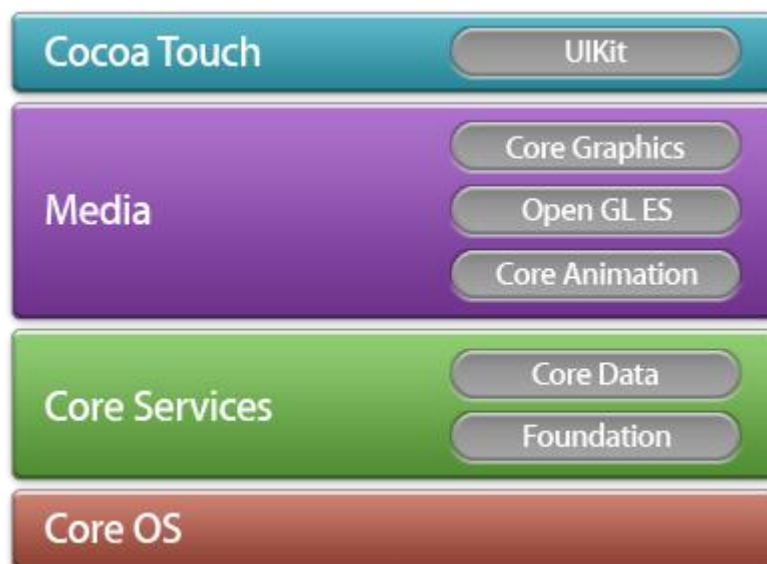 Cocoa Touch
UIKit
Media
Core Graphics
Open GL ES
Core Animation
Core Services
Core Data
Foundation
Core OS